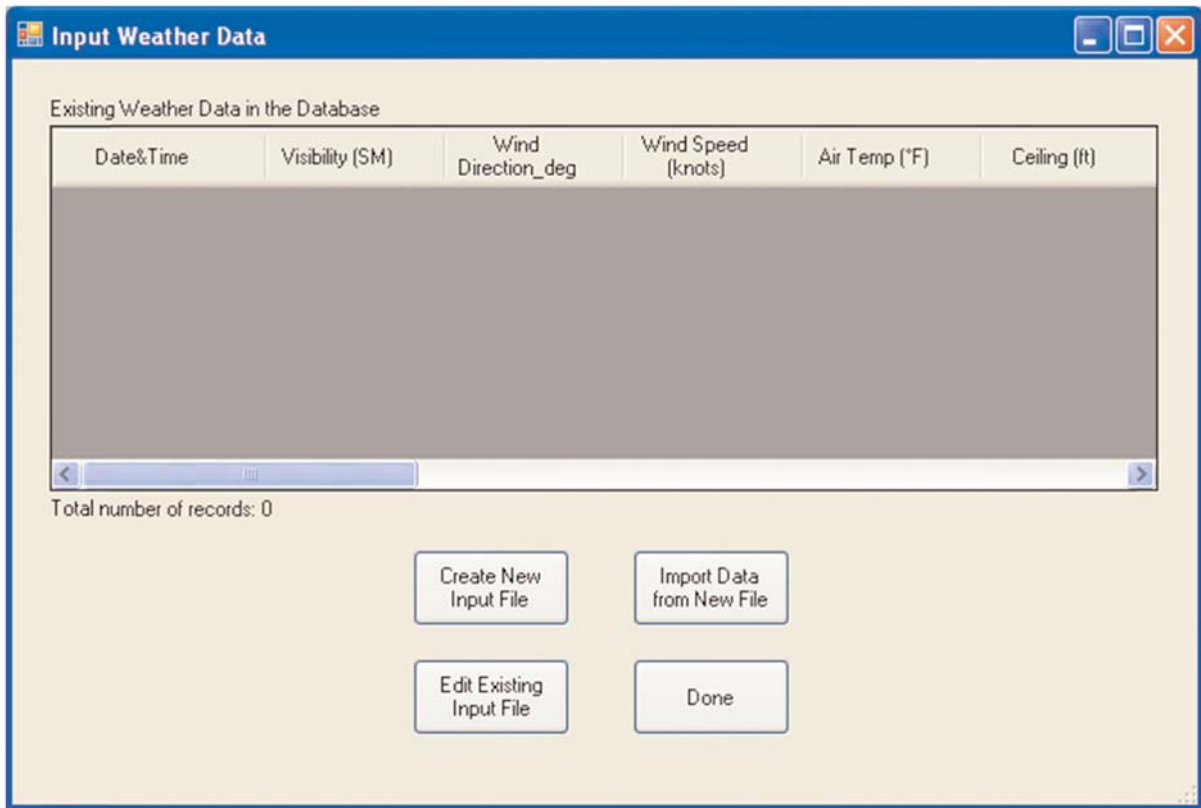 Input Weather Data
Existing Weather Data in the Database
Date&Time
Visibility (SM)
Wind
Direction_deg
Wind Speed
(knots)
Air Temp (°F)
Ceiling (ft)
Total number of records: 0
Create New
Input File
Import Data
from New File
Edit Existing
Input File
Done